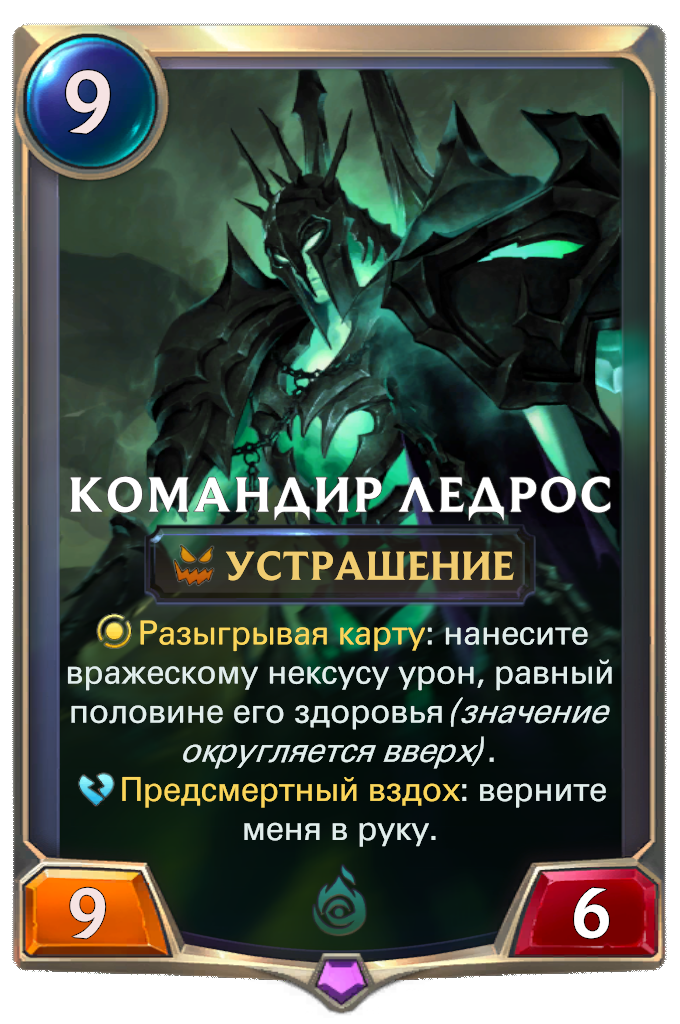 9
КОМАНДИР ЛЕДРОС
УСТРАШЕНИЕ
Разыгрывая карту: нанесите
вражескому нексусу урон, равный
половине его здоровья (значение
округляется вверх).
Предсмертный вздох: верните
меня в руку.
9
6